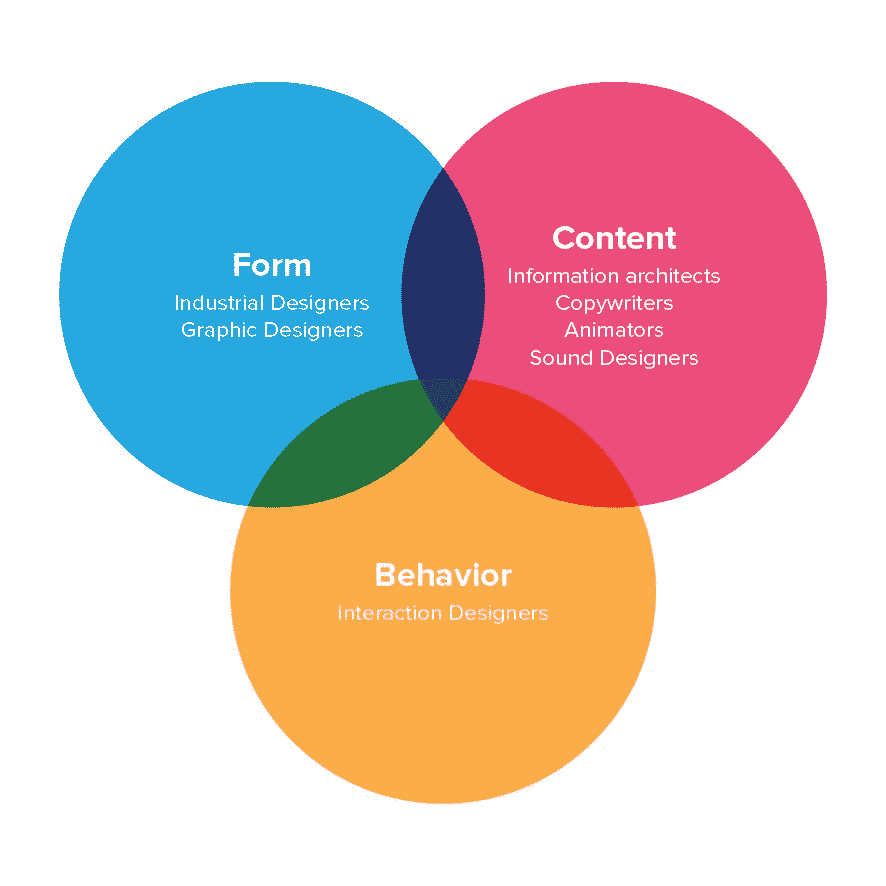 Form
Industrial Designers
Graphic Designers
Content
Information architects
Copywriters
Animators
Sound Designers
Behavior
Interaction Designers